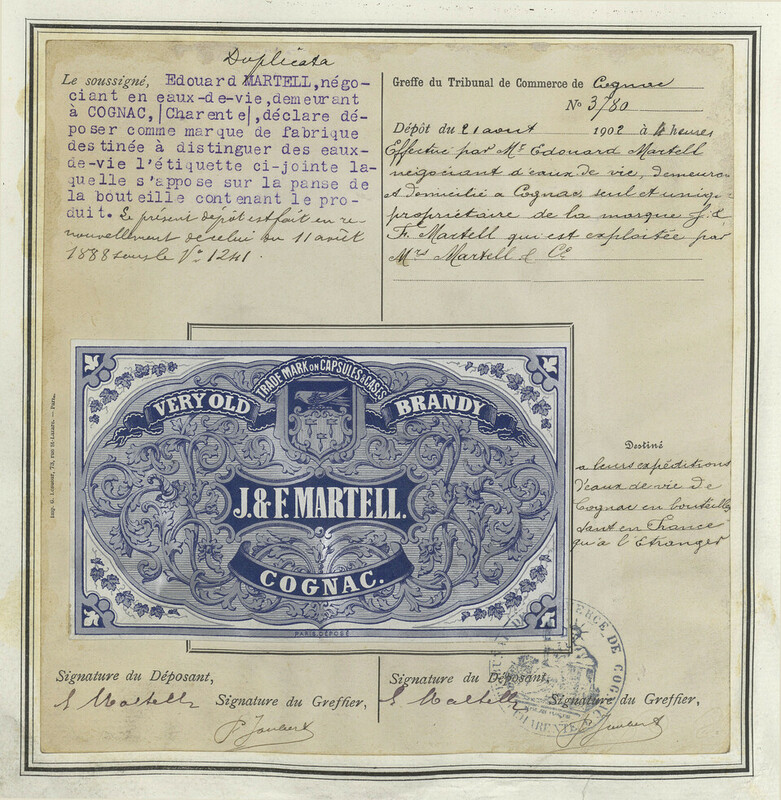 Duplicata
Le soussigné, Edouard MARTELL, négo-
ciant en eaux-de-vie, demeurant
à COGNAC, |Charente|, déclare dé-
poser comme marque de fabrique
destinée à distinguer des eaux-
de-vie l'étiquette ci-jointe la-
quelle s'appose sur la panse de
la bouteille contenant le pro-
duit. Le présent dépôt est fait en re-
nouvellement de celui du 11 août
1888 sous le N° 1241.
Greffe du Tribunal de Commerce de Cognac
N° 3780
Dépôt du 21 août 1902 à 4 heures
Effectué par Mr Edouard Martell
négociant d'eaux de vie, demeurant
et domicilié à Cognac, seul et unique
propriétaire de la marque J. &
F. Martell qui est exploitée par
Mrs Martell & Cie
TRADE MARK ON CAPSULES & CASES
VERY OLD BRANDY
J. & F. MARTELL.
COGNAC.
PARIS, DÉPOSÉ
Destiné
a leurs expéditions
d'eaux de vie de
Cognac en bouteilles
tant en France
qu'à l'Etranger
Signature du Déposant,
E Martell
Signature du Greffier,
Signature du Déposant,
E Martell
Signature du Greffier,